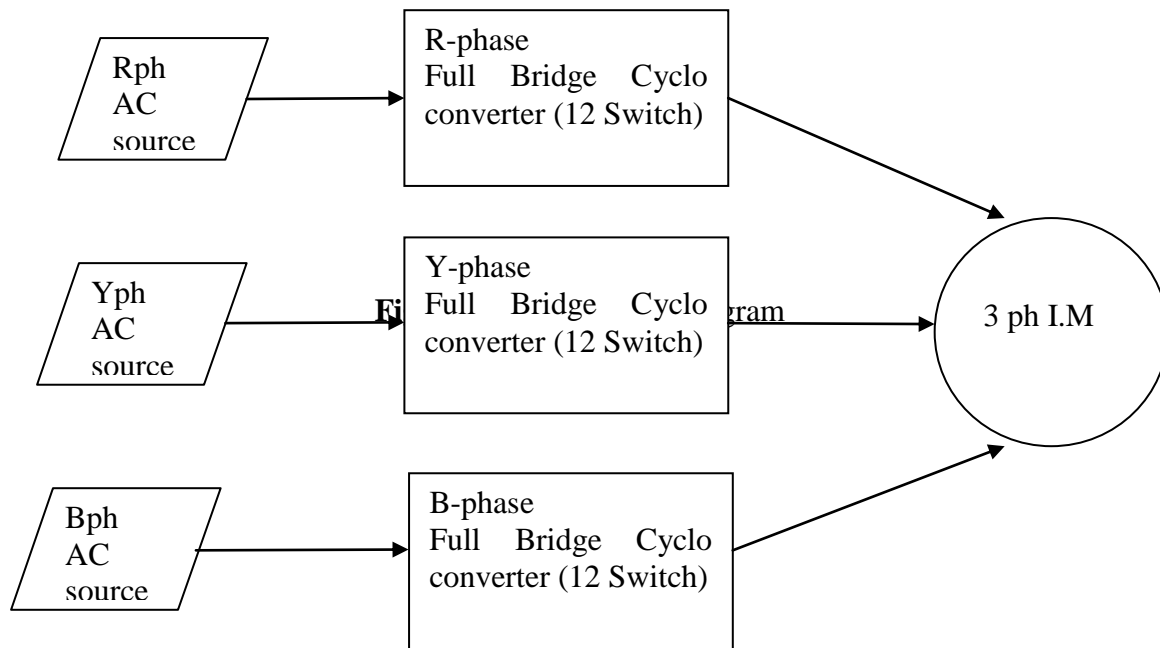 Rph
AC
source
R-phase
Full Bridge Cyclo
converter (12 Switch)
Yph
AC
source
Y-phase
Full Bridge Cyclo
converter (12 Switch)
3 ph I.M
Bph
AC
source
B-phase
Full Bridge Cyclo
converter (12 Switch)